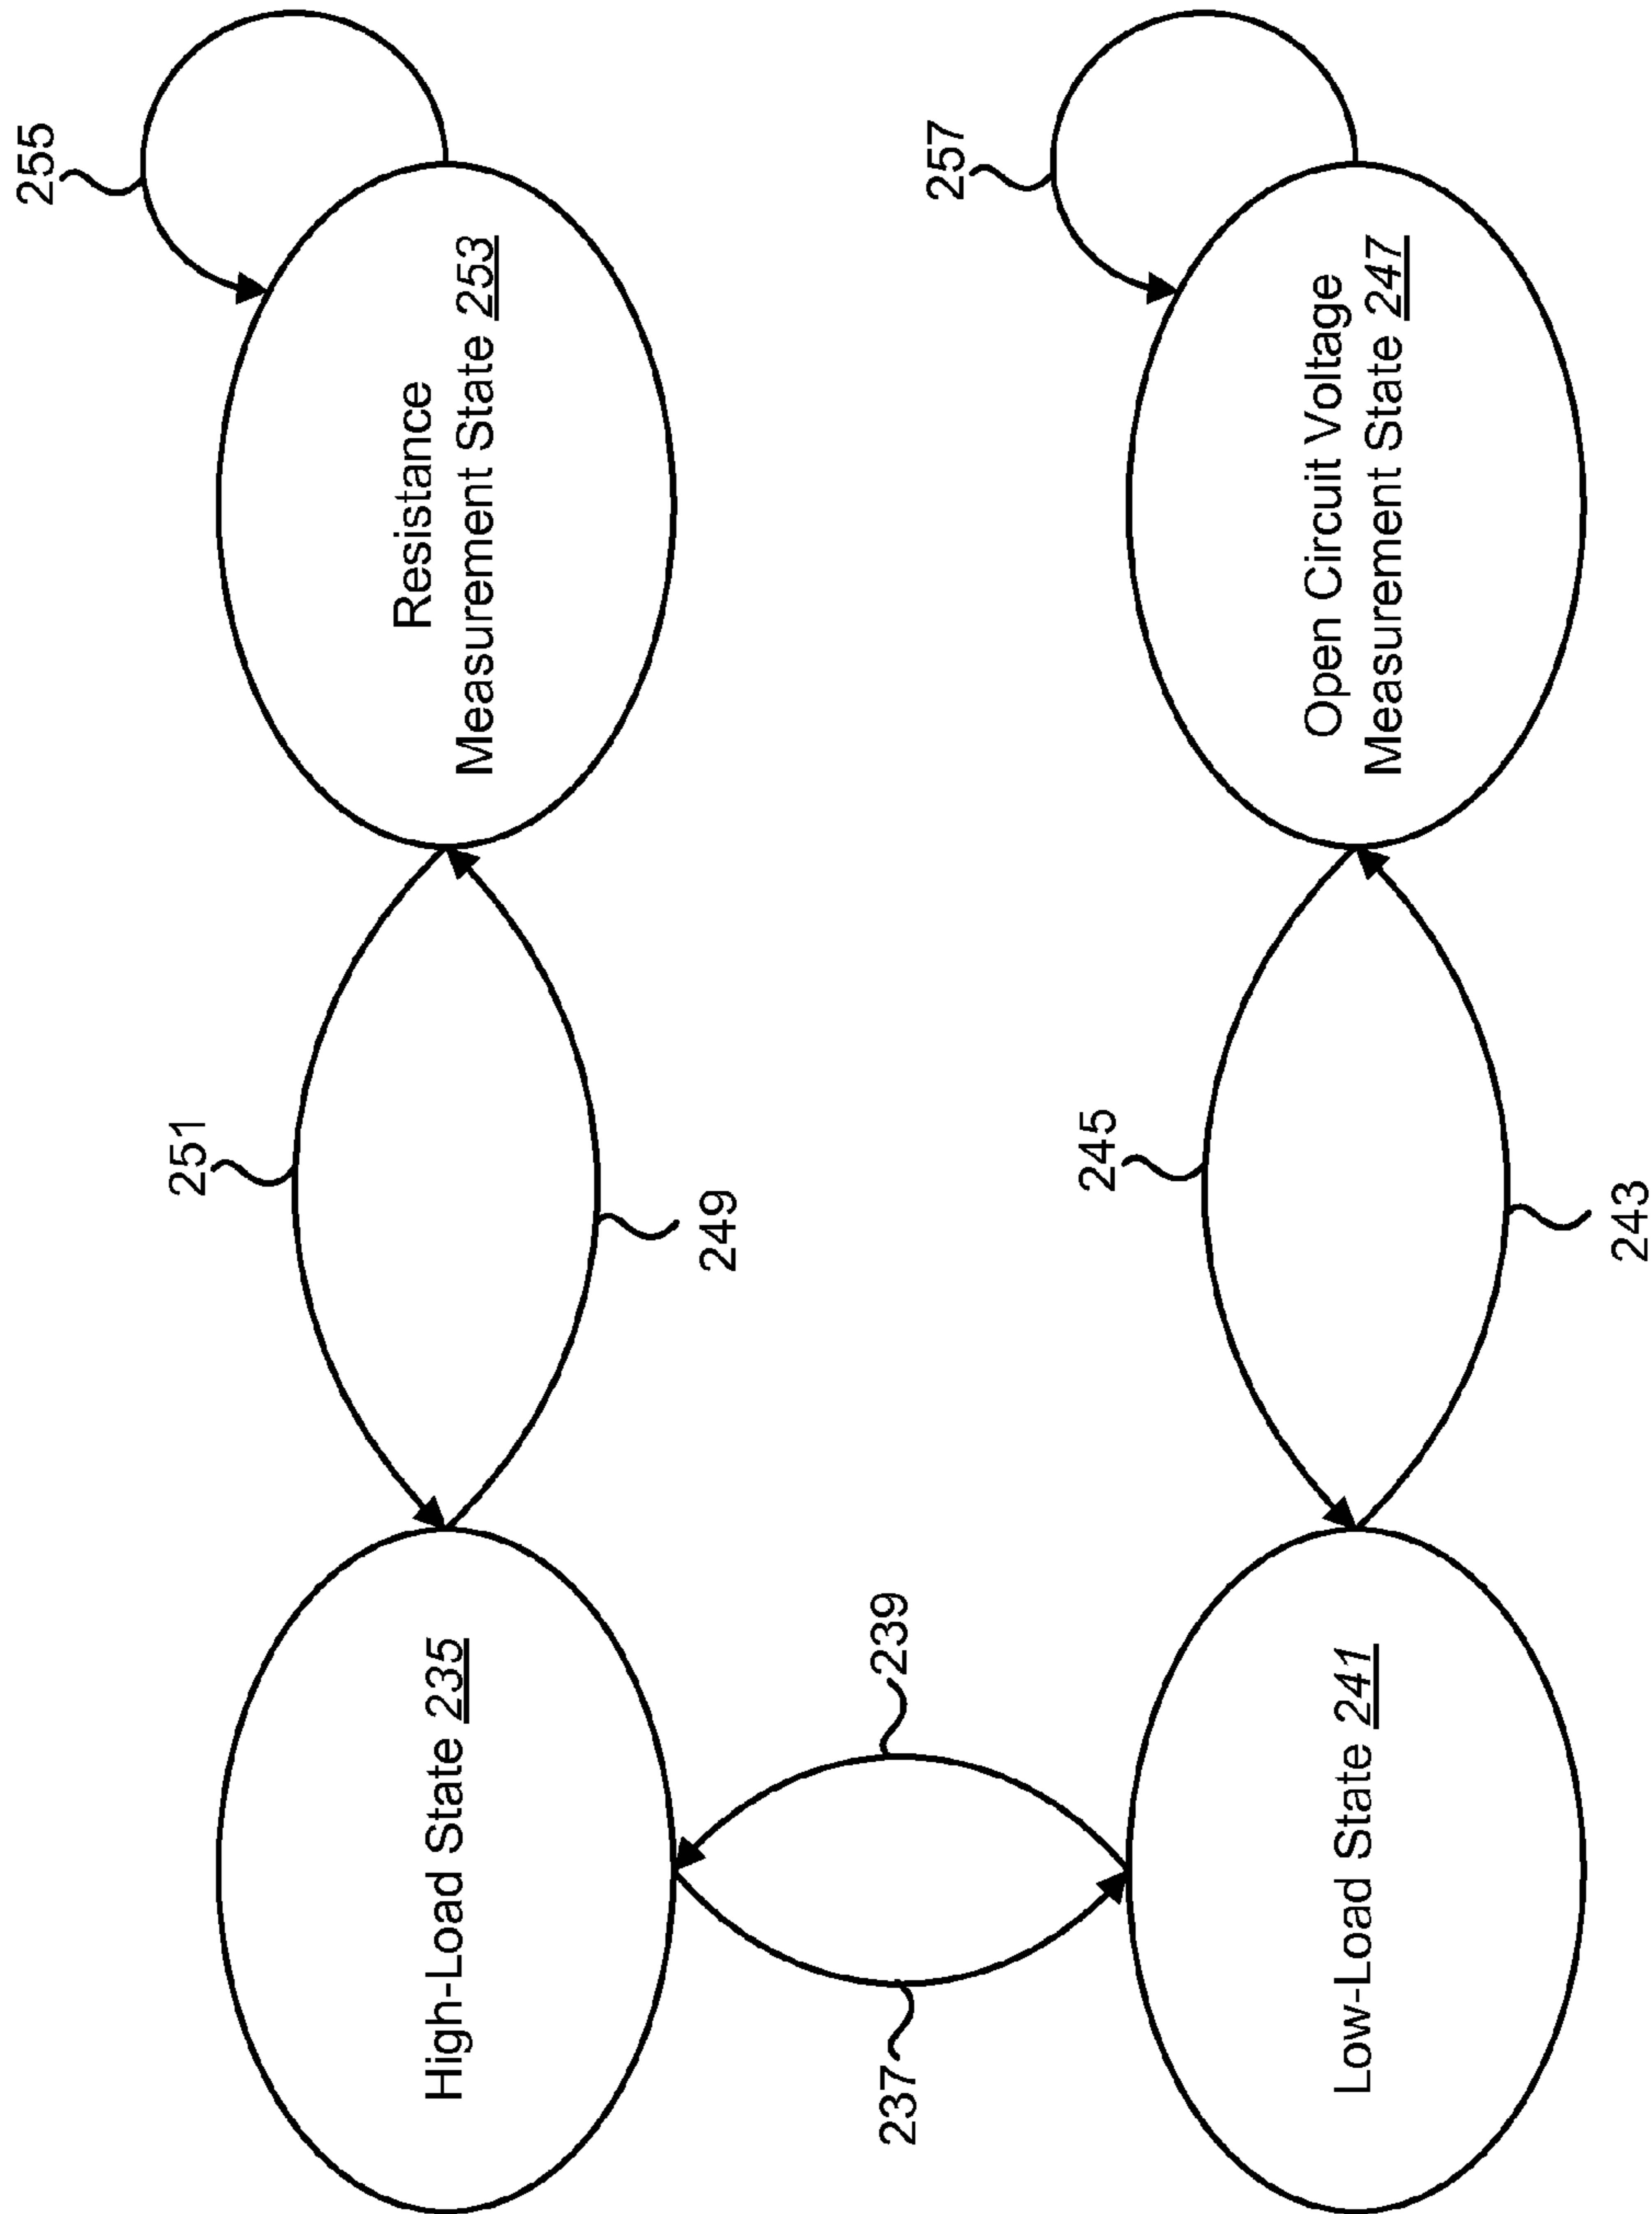 255
251
High-Load State 235
Resistance
Measurement State 253
249
237
239
257
245
Low-Load State 241
Open Circuit Voltage
Measurement State 247
243